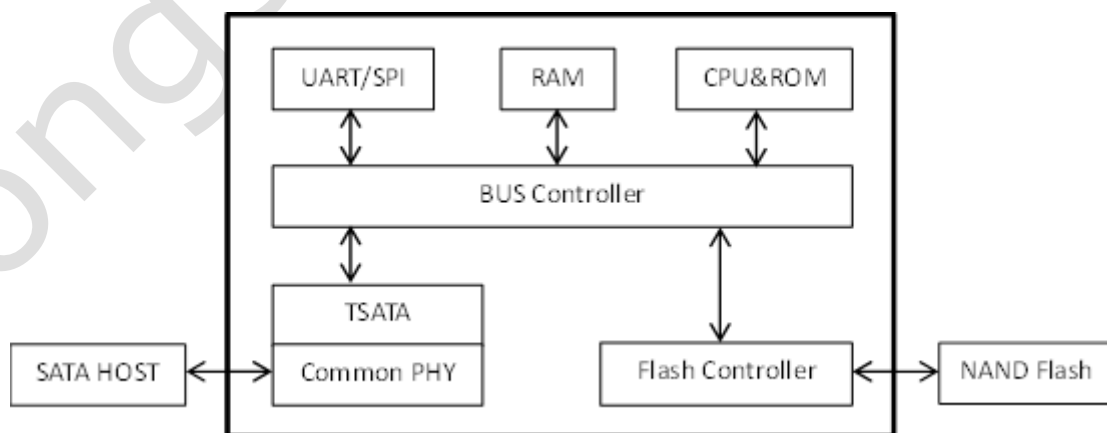 UART/SPI
RAM
CPU&ROM
BUS Controller
TSATA
SATA HOST
Common PHY
Flash Controller
NAND Flash